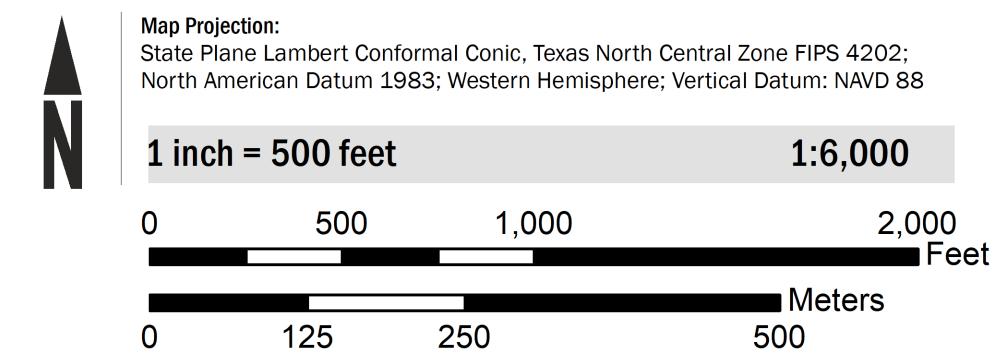 N
Map Projection:
State Plane Lambert Conformal Conic, Texas North Central Zone FIPS 4202;
North American Datum 1983; Western Hemisphere; Vertical Datum: NAVD 88
1 inch = 500 feet 1:6,000
0 500 1,000 2,000
Feet
Meters
0 125 250 500